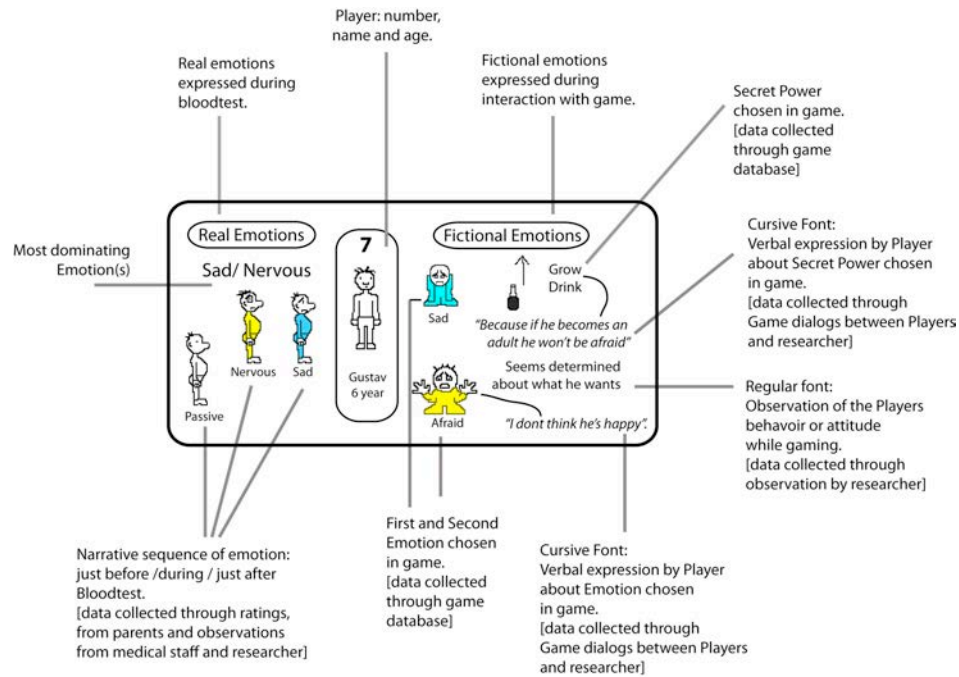 Player: number,
name and age.
Real emotions
expressed during
bloodtest.
Fictional emotions
expressed during
interaction with game.
Secret Power
chosen in game.
[data collected
through game
database]
Most dominating
Emotion(s)
Real Emotions
Sad/ Nervous
Passive
Nervous
Sad
7
Gustav
6 year
Fictional Emotions
Sad
Grow
Drink
"Because if he becomes an
adult he won't be afraid"
Seems determined
about what he wants
Afraid
"I dont think he's happy".
Cursive Font:
Verbal expression by Player
about Secret Power chosen
in game.
[data collected through
Game dialogs between Players
and researcher]
Regular font:
Observation of the Players
behavoir or attitude
while gaming.
[data collected through
observation by researcher]
Narrative sequence of emotion:
just before /during / just after
Bloodtest.
[data collected through ratings,
from parents and observations
from medical staff and researcher]
First and Second
Emotion chosen
in game.
[data collected
through game
database]
Cursive Font:
Verbal expression by Player
about Emotion chosen
in game.
[data collected through
Game dialogs between Players
and researcher]